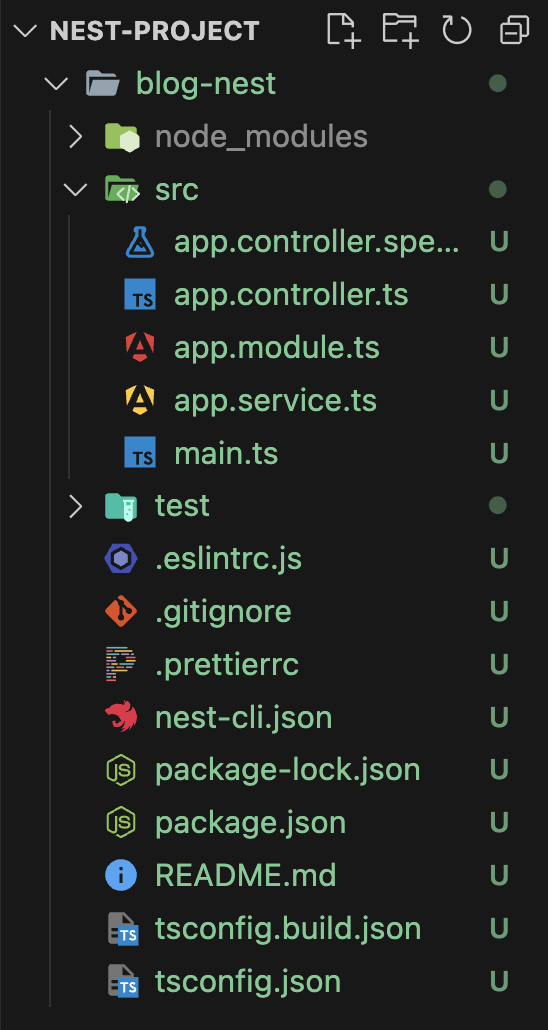 NEST-PROJECT
blog-nest
node_modules
src
app.controller.spe... U
app.controller.ts U
app.module.ts U
app.service.ts U
main.ts U
test
.eslintrc.js U
.gitignore U
.prettierrc U
nest-cli.json U
package-lock.json U
package.json U
README.md U
tsconfig.build.json U
tsconfig.json U